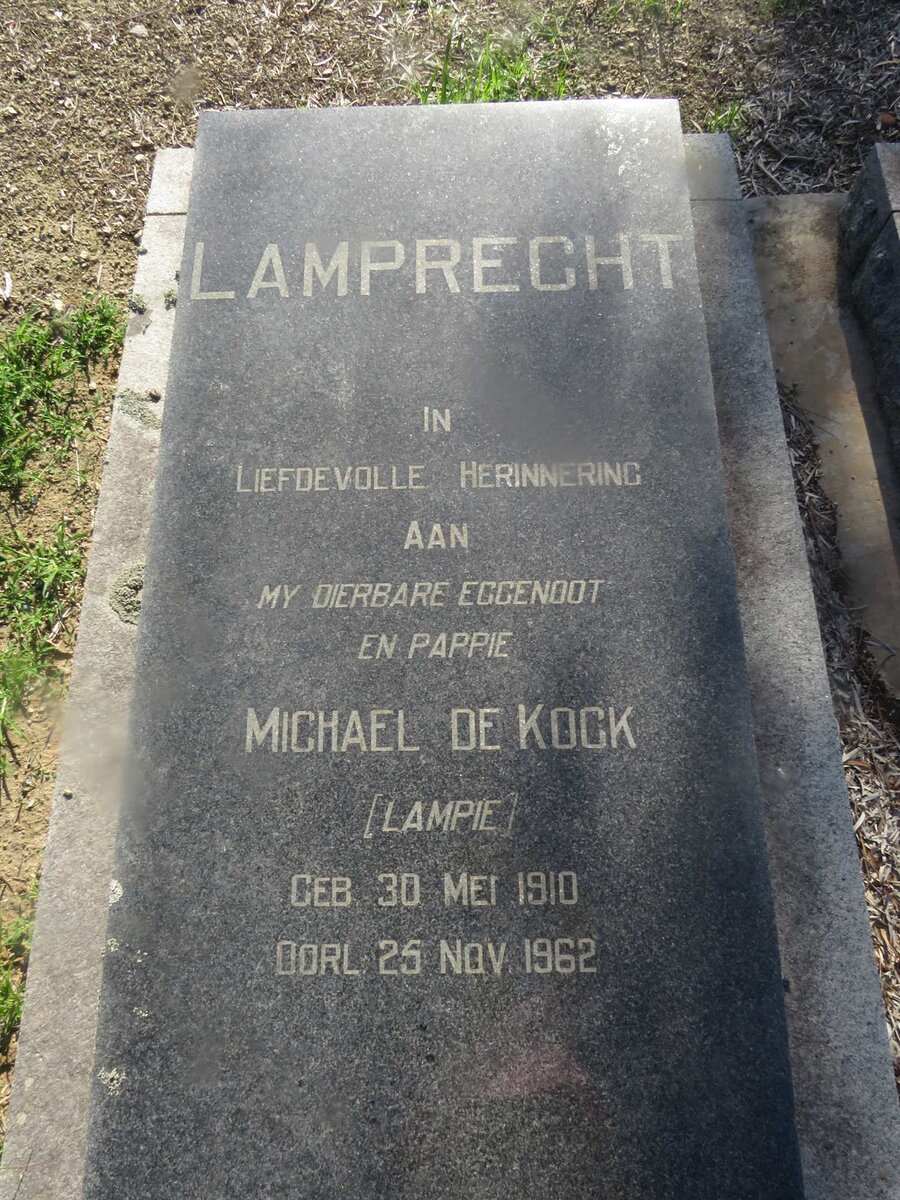 LAMPRECHT
IN
LIEFDEVOLLE HERINNERING
AAN
MY DIERBARE EGGENOOT
EN PAPPIE
MICHAEL DE KOCK
[LAMPIE]
GEB. 30 MEI 1910
OORL. 25 NOV. 1962